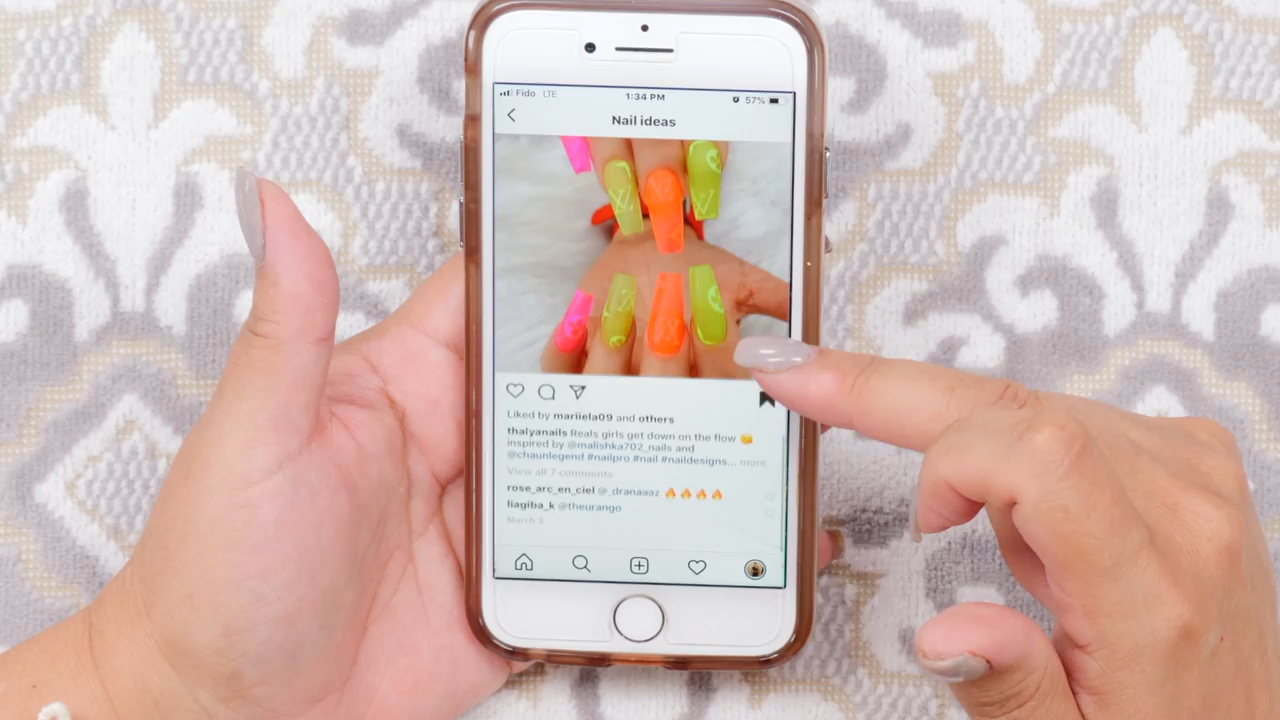 Fido LTE 1:34 PM 57%
Nail ideas
Liked by mariiela09 and others
thalyanails Reals girls get down on the flow
inspired by @malishka702_nails and
@chaunlegend #nailpro #nail #naildesigns... more
View all 7 comments
rose_arc_en_ciel @_dranaaaz 🔥🔥🔥🔥
liagiba_k @theurango
March 3